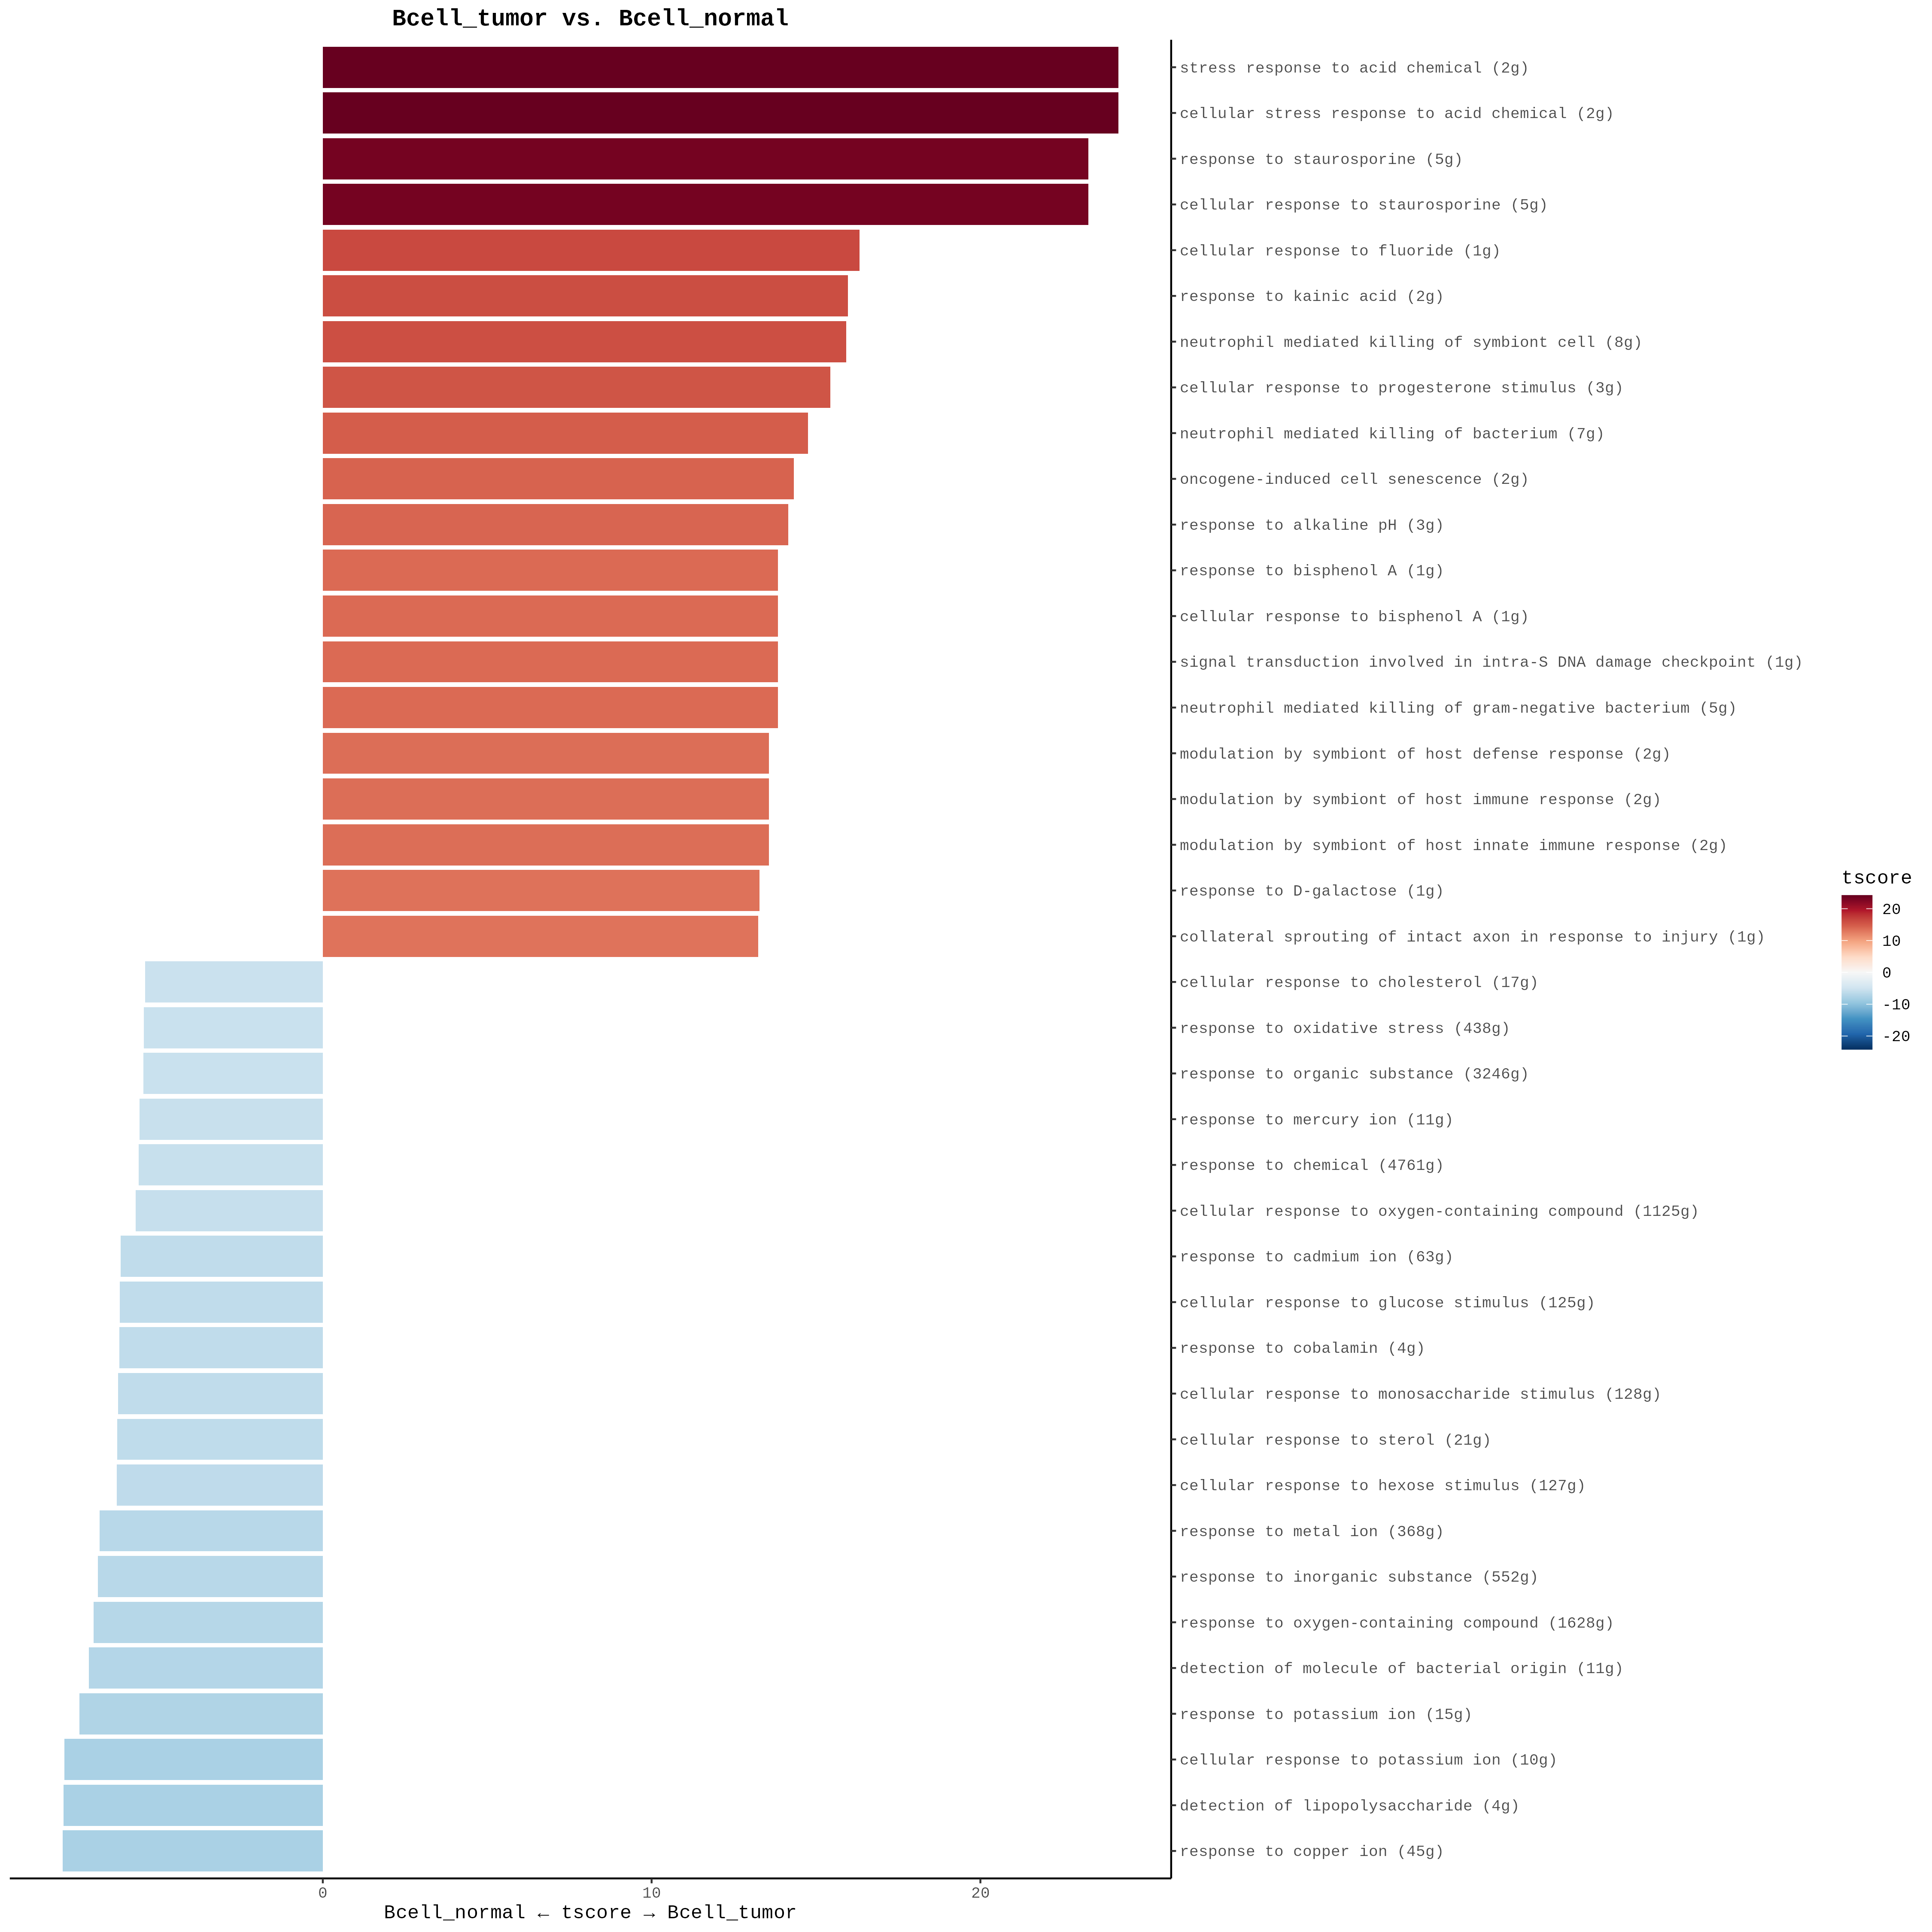 Bcell_tumor vs. Bcell_normal
stress response to acid chemical (2g)
cellular stress response to acid chemical (2g)
response to staurosporine (5g)
cellular response to staurosporine (5g)
cellular response to fluoride (1g)
response to kainic acid (2g)
neutrophil mediated killing of symbiont cell (8g)
cellular response to progesterone stimulus (3g)
neutrophil mediated killing of bacterium (7g)
oncogene-induced cell senescence (2g)
response to alkaline pH (3g)
response to bisphenol A (1g)
cellular response to bisphenol A (1g)
signal transduction involved in intra-S DNA damage checkpoint (1g)
neutrophil mediated killing of gram-negative bacterium (5g)
modulation by symbiont of host defense response (2g)
modulation by symbiont of host immune response (2g)
modulation by symbiont of host innate immune response (2g)
response to D-galactose (1g)
collateral sprouting of intact axon in response to injury (1g)
cellular response to cholesterol (17g)
response to oxidative stress (438g)
response to organic substance (3246g)
response to mercury ion (11g)
response to chemical (4761g)
cellular response to oxygen-containing compound (1125g)
response to cadmium ion (63g)
cellular response to glucose stimulus (125g)
response to cobalamin (4g)
cellular response to monosaccharide stimulus (128g)
cellular response to sterol (21g)
cellular response to hexose stimulus (127g)
response to metal ion (368g)
response to inorganic substance (552g)
response to oxygen-containing compound (1628g)
detection of molecule of bacterial origin (11g)
response to potassium ion (15g)
cellular response to potassium ion (10g)
detection of lipopolysaccharide (4g)
response to copper ion (45g)
0 10 20
Bcell_normal ← tscore → Bcell_tumor
tscore
20
10
0
-10
-20